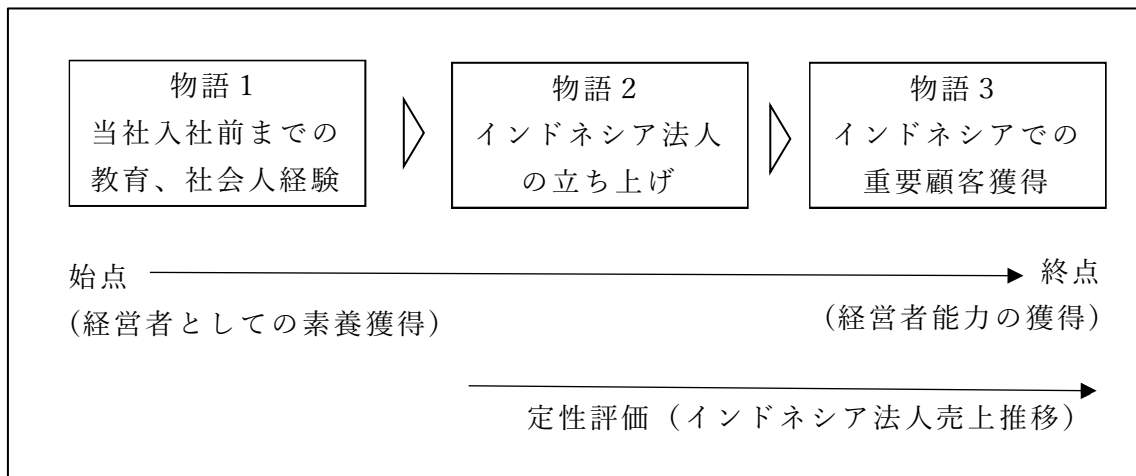 物語1
当社入社前までの
教育、社会人経験
物語2
インドネシア法人
の立ち上げ
物語3
インドネシアでの
重要顧客獲得
始点
終点
(経営者としての素養獲得)
(経営者能力の獲得)
定性評価（インドネシア法人売上推移）